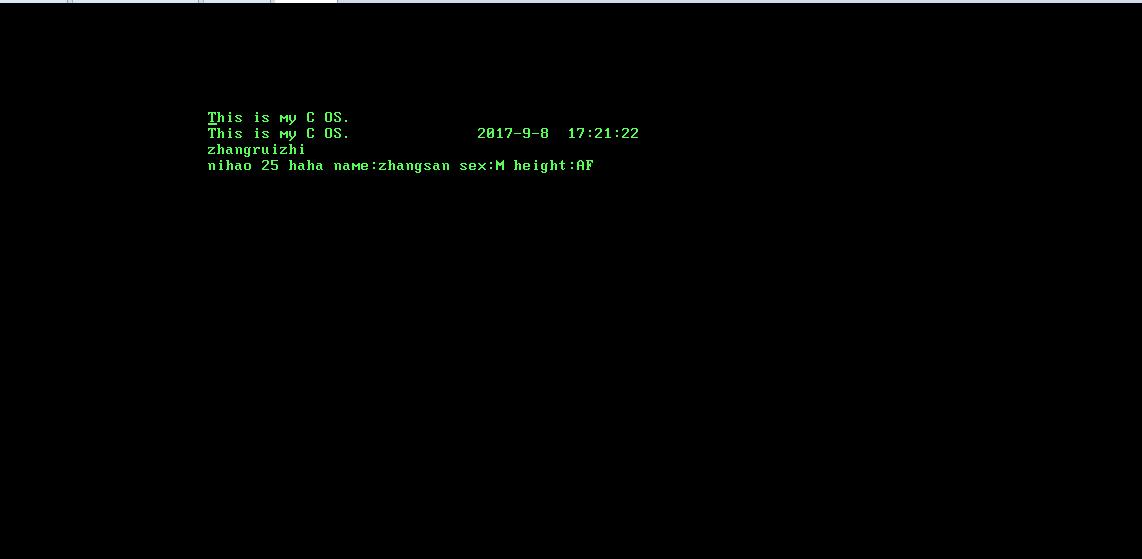 This is my C OS.
This is my C OS. 2017-9-8 17:21:22
zhangruizhi
nihao 25 haha name:zhangsan sex:M height:AF